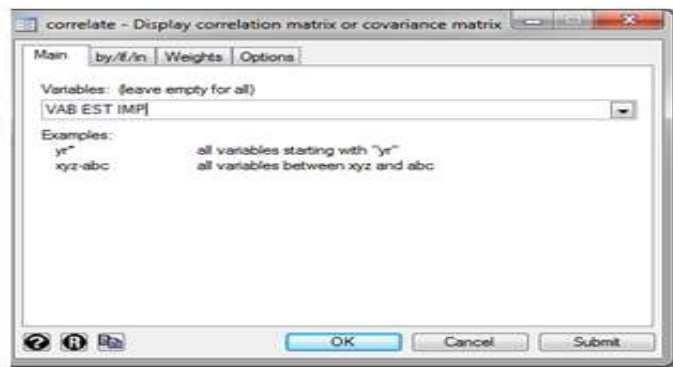 correlate - Display correlation matrix or covariance matrix
Main by/if/in Weights Options
Variables: (leave empty for all)
VAB EST IMP
Examples:
yr* all variables starting with "yr"
xyz-abc all variables between xyz and abc
OK Cancel Submit